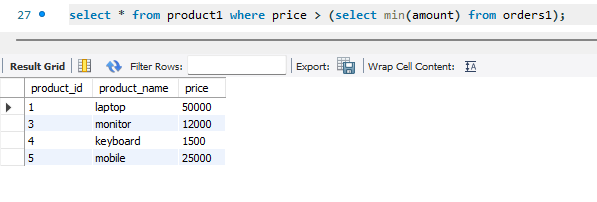 27 select * from product1 where price > (select min(amount) from orders1);
Result Grid Filter Rows: Export: Wrap Cell Content: IA
product_id product_name price
1 laptop 50000
3 monitor 12000
4 keyboard 1500
5 mobile 25000